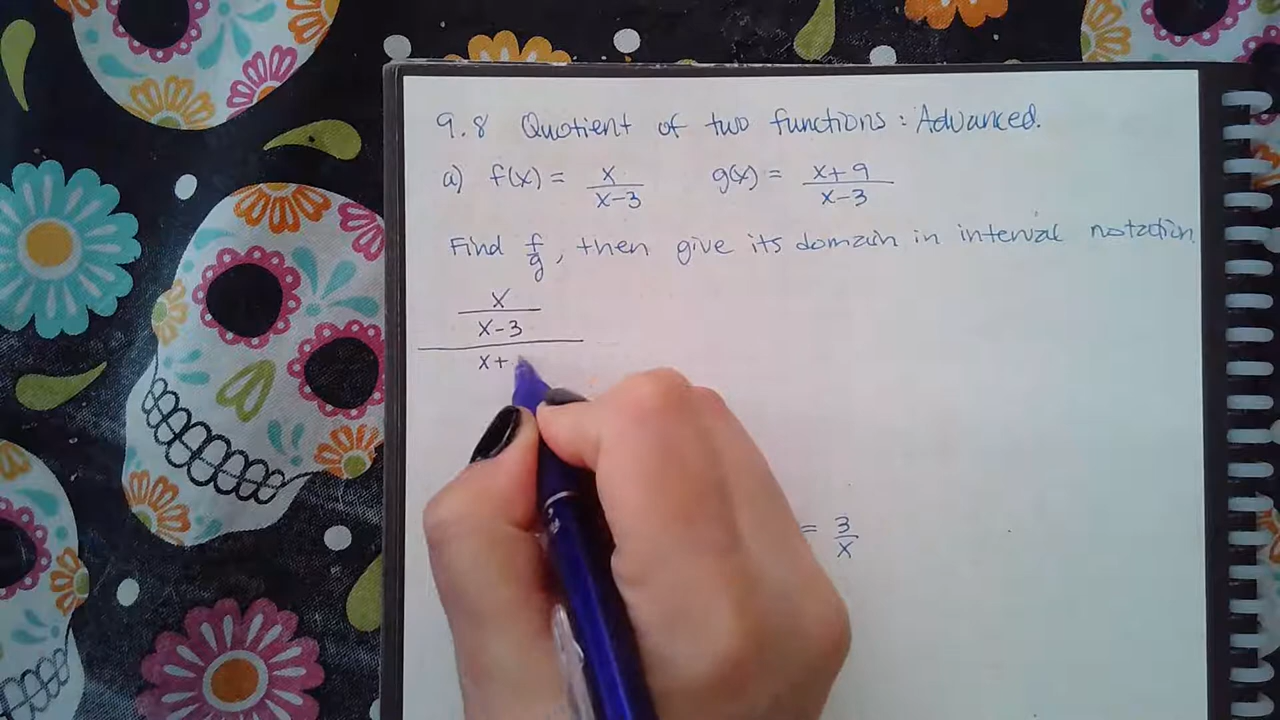 9.8 Quotient of two functions: Advanced.
a) f(x) = x/(x-3) g(x) = (x+9)/(x-3)
Find f/g, then give its domain in interval notation.
x
x-3
x+
= 3/x